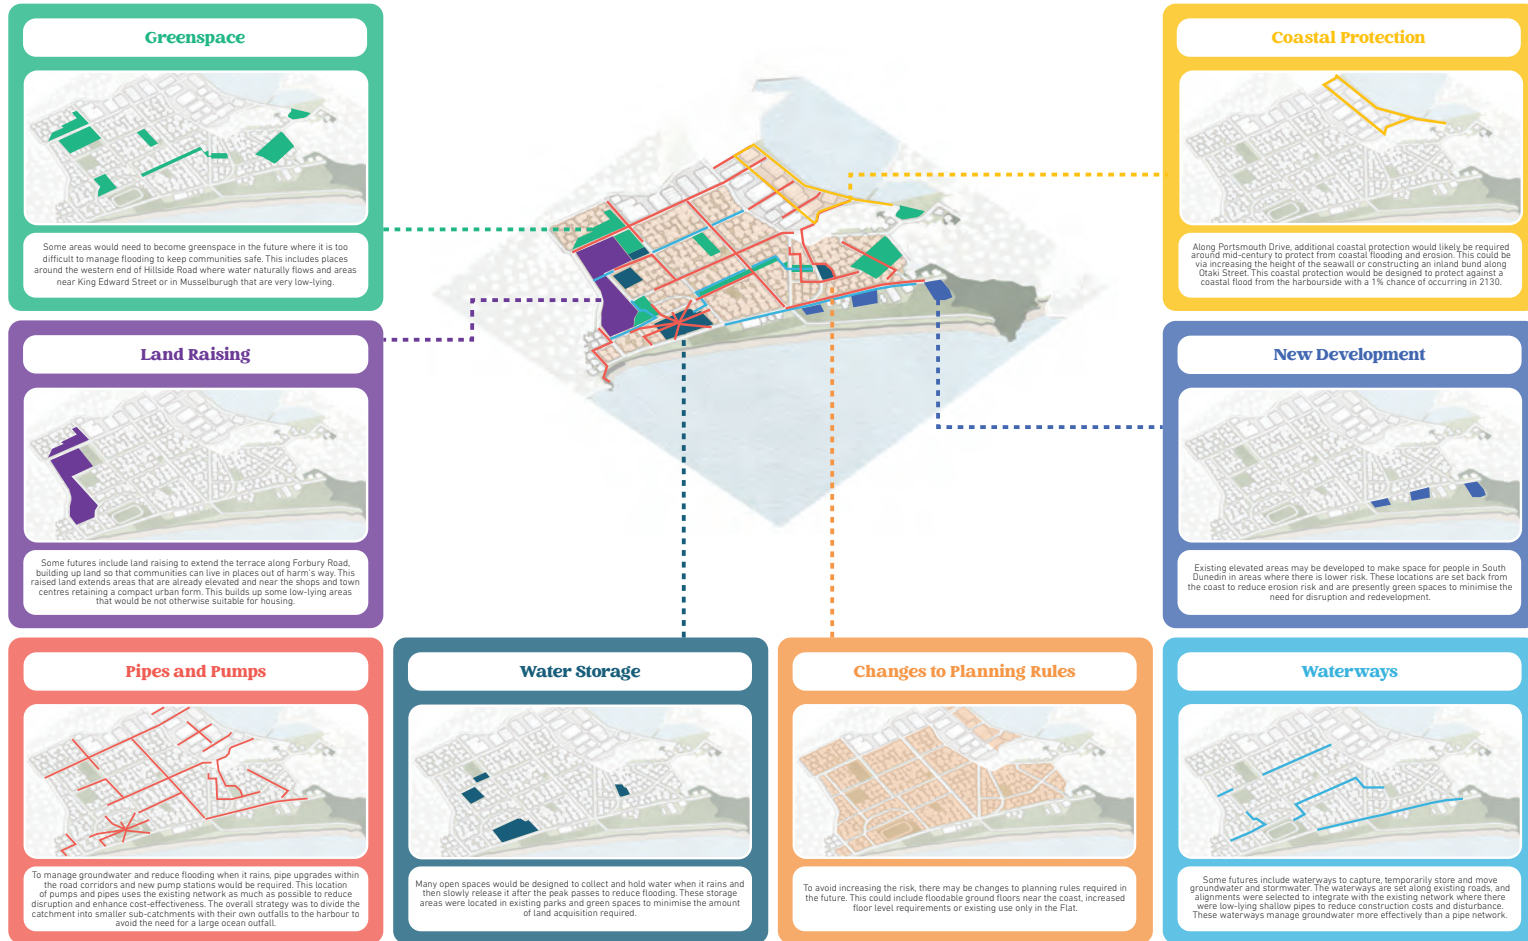 Greenspace
Some areas would need to become greenspace in the future where it is too
difficult to manage flooding to keep communities safe. This includes places
around the western end of Hillside Road where water naturally flows and areas
near King Edward Street or in Musselburugh that are very low-lying.
Coastal Protection
Along Portsmouth Drive, additional coastal protection would likely be required
around mid-century to protect from coastal flooding and erosion. This could be
via increasing the height of the seawall or constructing an inland bund along
Otaki Street. This coastal protection would be designed to protect against a
coastal flood from the harbourside with a 1% chance of occurring in 2130.
Land Raising
Some futures include land raising to extend the terrace along Forbury Road,
building up land so that communities can live in places out of harm's way. This
raised land extends areas that are already elevated and near the shops and town
centres retaining a compact urban form. This builds up some low-lying areas
that would be not otherwise suitable for housing.
New Development
Existing elevated areas may be developed to make space for people in South
Dunedin in areas where there is lower risk. These locations are set back from
the coast to reduce erosion risk and are presently green spaces to minimise the
need for disruption and redevelopment.
Pipes and Pumps
To manage groundwater and reduce flooding when it rains, pipe upgrades within
the road corridors and new pump stations would be required. This location
of pumps and pipes uses the existing network as much as possible to reduce
disruption and enhance cost-effectiveness. The overall strategy was to divide the
catchment into smaller sub-catchments with their own outfalls to the harbour to
avoid the need for a large ocean outfall.
Water Storage
Many open spaces would be designed to collect and hold water when it rains and
then slowly release it after the peak passes to reduce flooding. These storage
areas were located in existing parks and green spaces to minimise the amount
of land acquisition required.
Changes to Planning Rules
To avoid increasing the risk, there may be changes to planning rules required in
the future. This could include floodable ground floors near the coast, increased
floor level requirements or existing use only in the Flat.
Waterways
Some futures include waterways to capture, temporarily store and move
groundwater and stormwater. The waterways are set along existing roads, and
alignments were selected to integrate with the existing network where there
were low-lying shallow pipes to reduce construction costs and disturbance.
These waterways manage groundwater more effectively than a pipe network.